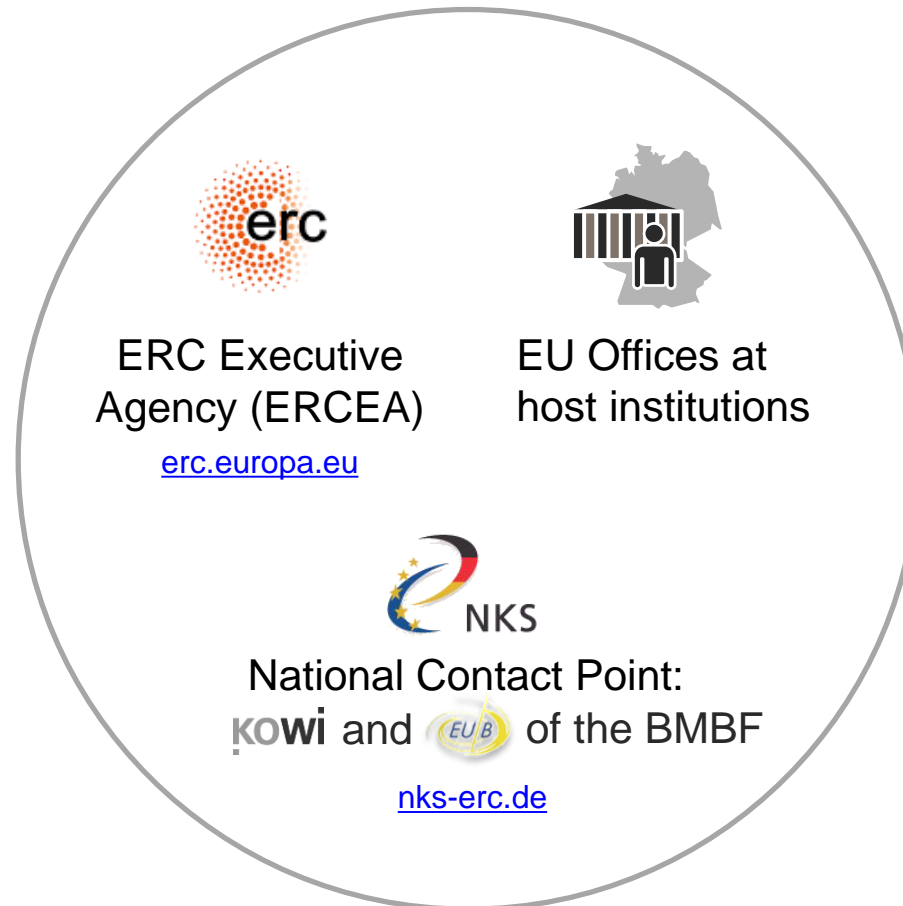 erc
ERC Executive
Agency (ERCEA)
erc.europa.eu
EU Offices at
host institutions
NKS
National Contact Point:
KOWi and EUB of the BMBF
nks-erc.de